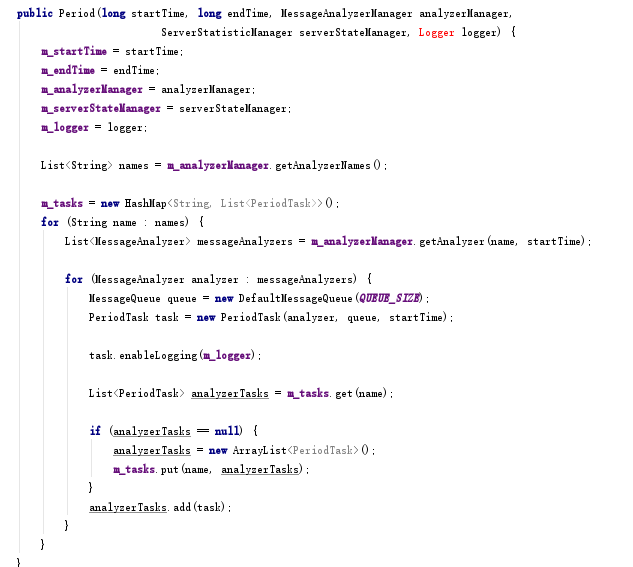 public Period(long startTime, long endTime, MessageAnalyzerManager analyzerManager,
ServerStatisticManager serverStateManager, Logger logger) {
m_startTime = startTime;
m_endTime = endTime;
m_analyzerManager = analyzerManager;
m_serverStateManager = serverStateManager;
m_logger = logger;
List<String> names = m_analyzerManager.getAnalyzerNames();
m_tasks = new HashMap<String, List<PeriodTask>>();
for (String name : names) {
List<MessageAnalyzer> messageAnalyzers = m_analyzerManager.getAnalyzer(name, startTime);
for (MessageAnalyzer analyzer : messageAnalyzers) {
MessageQueue queue = new DefaultMessageQueue(QUEUE_SIZE);
PeriodTask task = new PeriodTask(analyzer, queue, startTime);
task.enableLogging(m_logger);
List<PeriodTask> analyzerTasks = m_tasks.get(name);
if (analyzerTasks == null) {
analyzerTasks = new ArrayList<PeriodTask>();
m_tasks.put(name, analyzerTasks);
}
analyzerTasks.add(task);
}
}
}